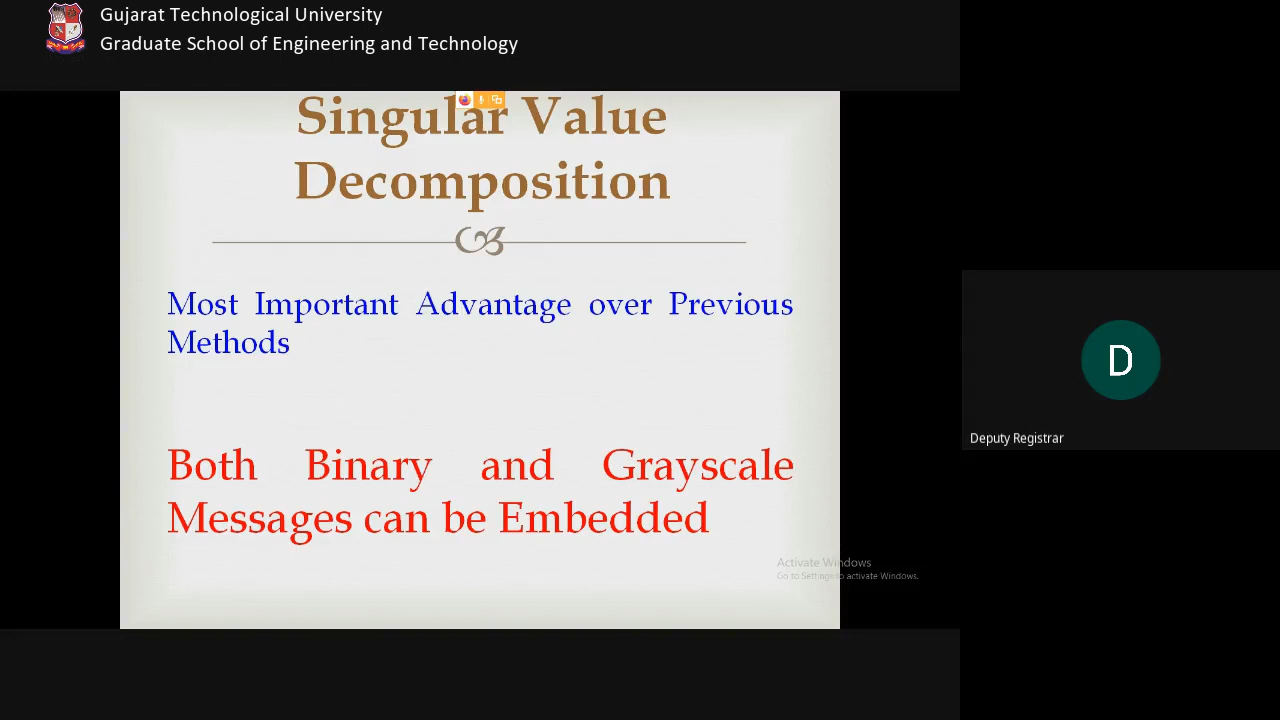 Gujarat Technological University
Graduate School of Engineering and Technology
Singular Value
Decomposition
Most Important Advantage over Previous
Methods
Both Binary and Grayscale
Messages can be Embedded
Activate Windows
Go to Settings to activate Windows.
D
Deputy Registrar